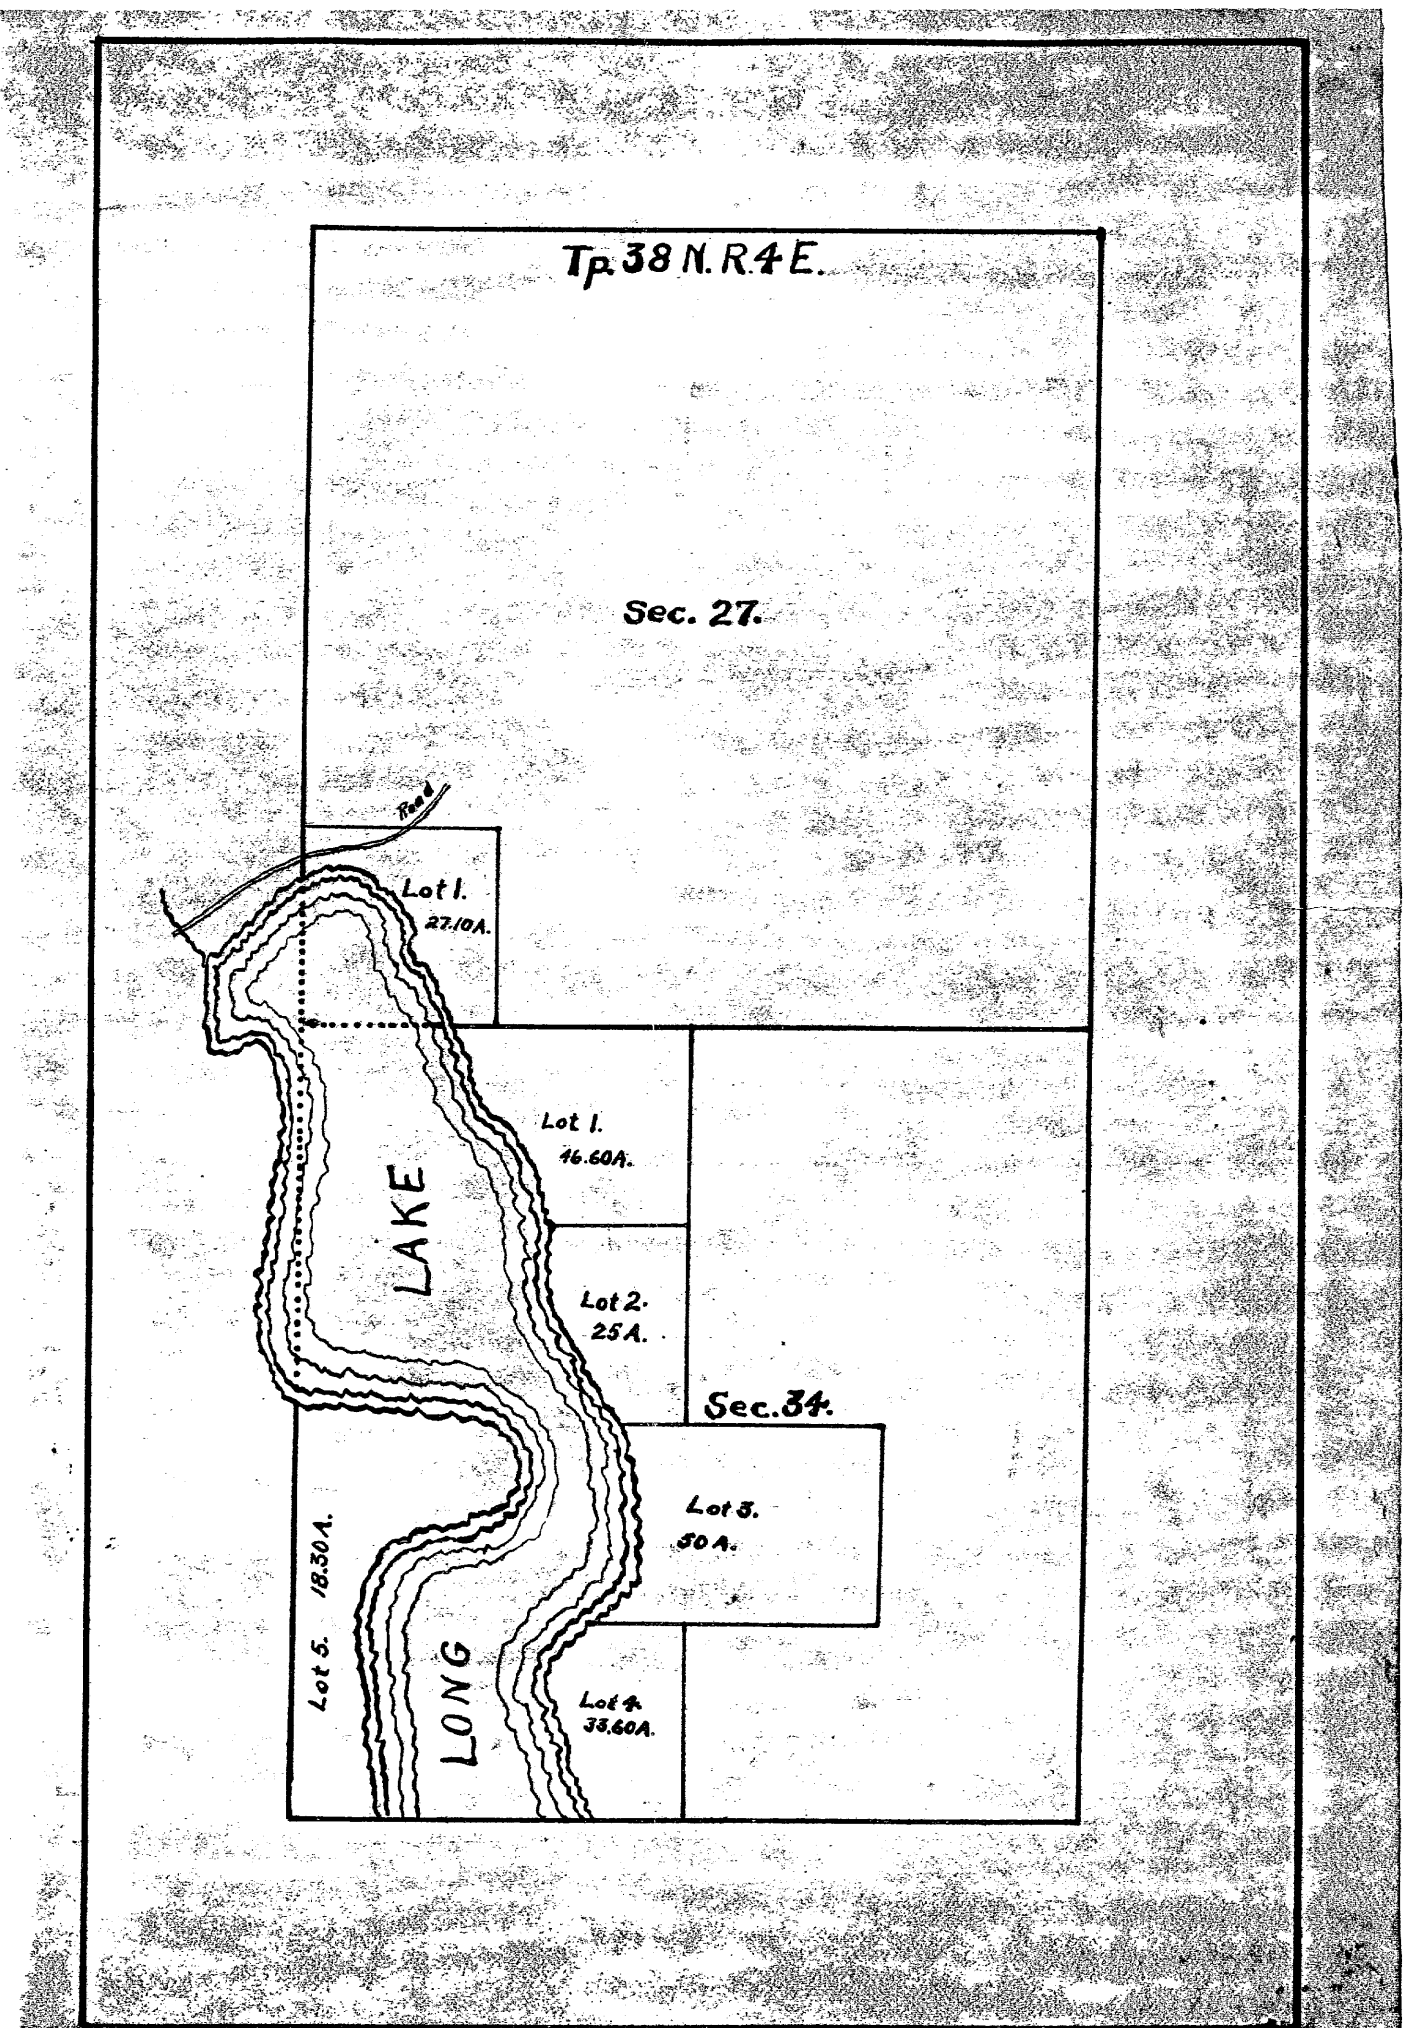 Tp. 38 N. R. 4 E.
Sec. 27.
Road
Lot 1.
27.10 A.
Lot 1.
46.60 A.
LAKE
Lot 2.
25 A.
Sec. 34.
Lot 3.
50 A.
Lot 5. 18.30 A.
LONG
Lot 4.
33.60 A.